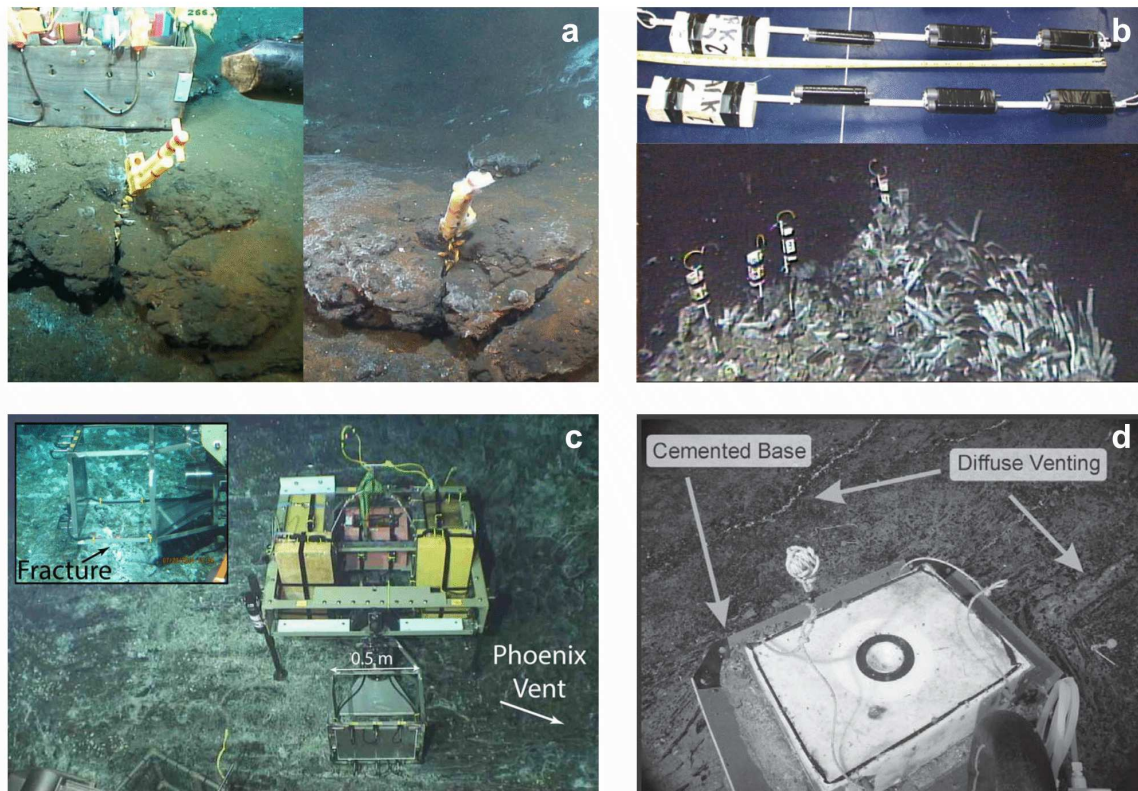 a
b
c
Fracture
0.5 m
Phoenix
Vent
d
Cemented Base
Diffuse Venting